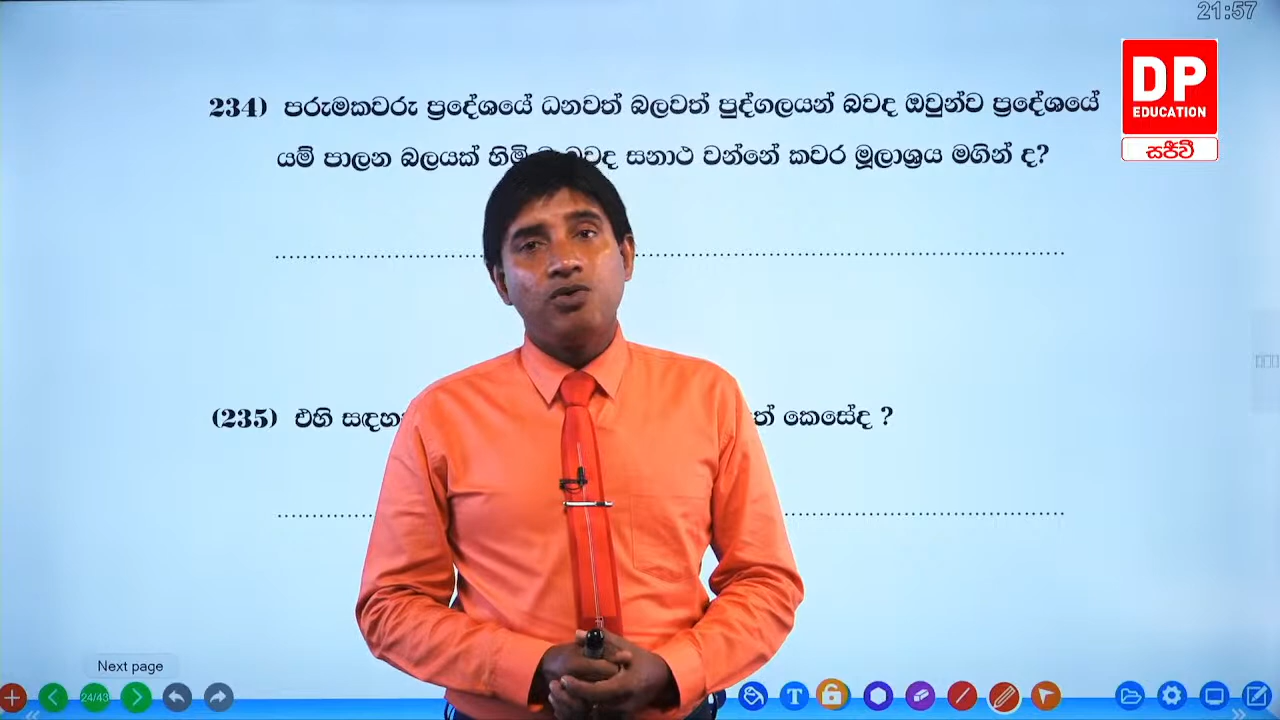 21:57
DP
EDUCATION
සජීවී
234) පරුමකවරු ප්‍රදේශයේ ධනවත් බලවත් පුද්ගලයන් බවද ඔවුන්ව ප්‍රදේශයේ
යම් පාලන බලයක් හිමි බවද සනාථ වන්නේ කවර මූලාශ්‍රය මගින් ද?
(235) එහි සඳහ ත් කෙසේද ?
Next page
24/43